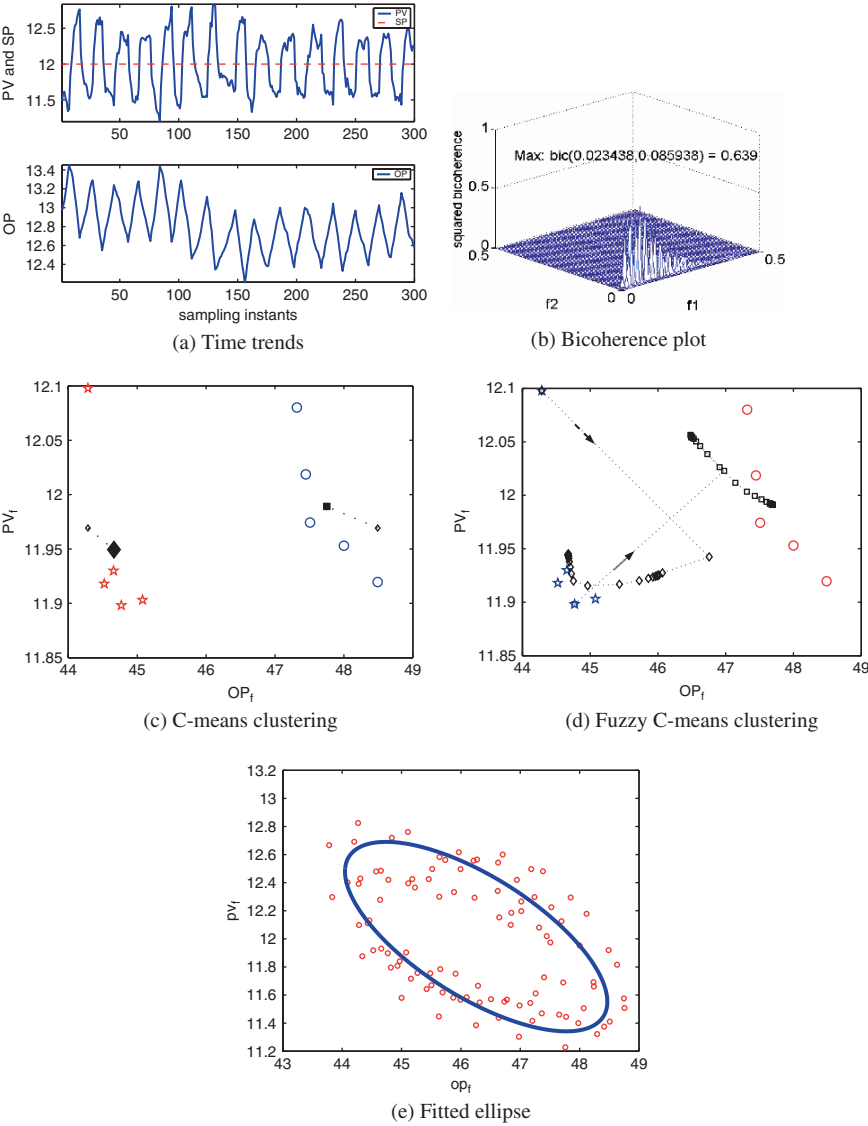 12.5
12
11.5
PV and SP
PV
SP
50 100 150 200 250 300
13.4
13.2
13
12.8
12.6
12.4
OP
OP
50 100 150 200 250 300
sampling instants
(a) Time trends
1
0.5
0
0.5
squared bicoherence
Max: bic(0.023438,0.085938) = 0.639
0.5
f2
0 0
f1
(b) Bicoherence plot
12.1
12.05
12
11.95
11.9
11.85
PVf
44 45 46 47 48 49
OPf
(c) C-means clustering
12.1
12.05
12
11.95
11.9
11.85
PVf
44 45 46 47 48 49
OPf
(d) Fuzzy C-means clustering
13.2
13
12.8
12.6
12.4
12.2
12
11.8
11.6
11.4
11.2
pvf
43 44 45 46 47 48 49
opf
(e) Fitted ellipse